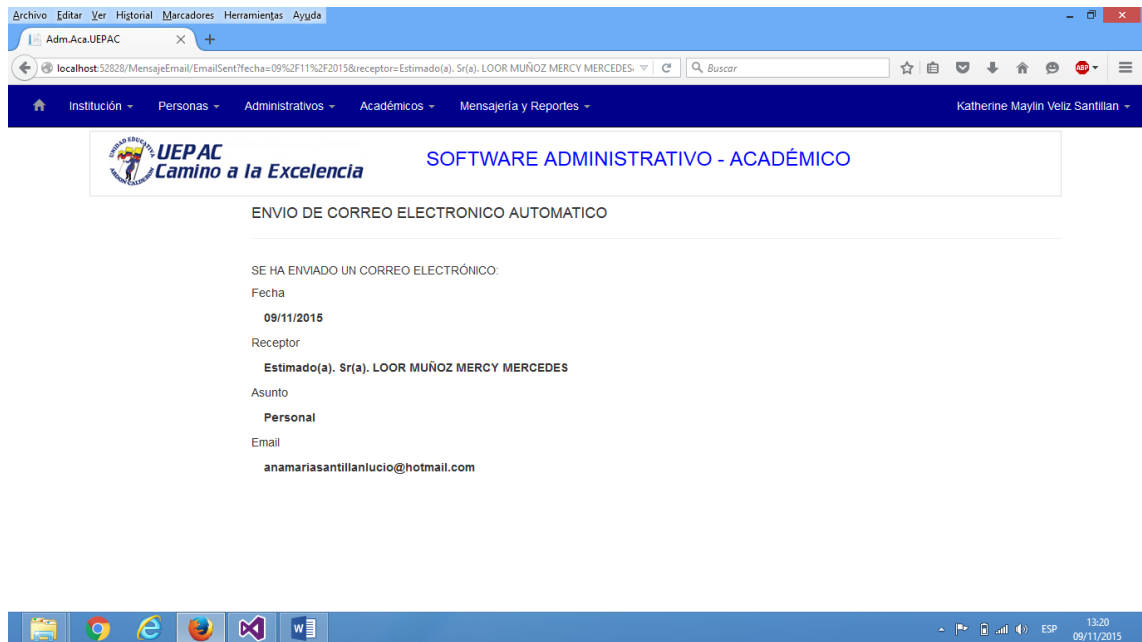 Archivo Editar Ver Historial Marcadores Herramientas Ayuda
Adm.Aca.UEPAC
localhost:52828/MensajeEmail/EmailSent?fecha=09%2F11%2F2015&receptor=Estimado(a). Sr(a). LOOR MUÑOZ MERCY MERCEDES
Buscar
ABP
Institución Personas Administrativos Académicos Mensajería y Reportes Katherine Maylin Veliz Santillan
UNIDAD EDUCATIVA
UEPAC
Camino a la Excelencia
SOFTWARE ADMINISTRATIVO - ACADÉMICO
ENVIO DE CORREO ELECTRONICO AUTOMATICO
SE HA ENVIADO UN CORREO ELECTRÓNICO:
Fecha
09/11/2015
Receptor
Estimado(a). Sr(a). LOOR MUÑOZ MERCY MERCEDES
Asunto
Personal
Email
anamariasantillanlucio@hotmail.com
ESP
13:20
09/11/2015